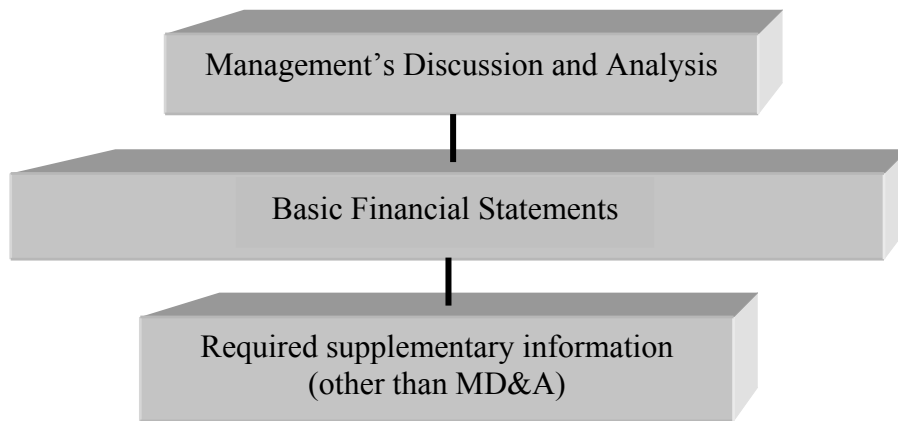 Management’s Discussion and Analysis
Basic Financial Statements
Required supplementary information
(other than MD&A)